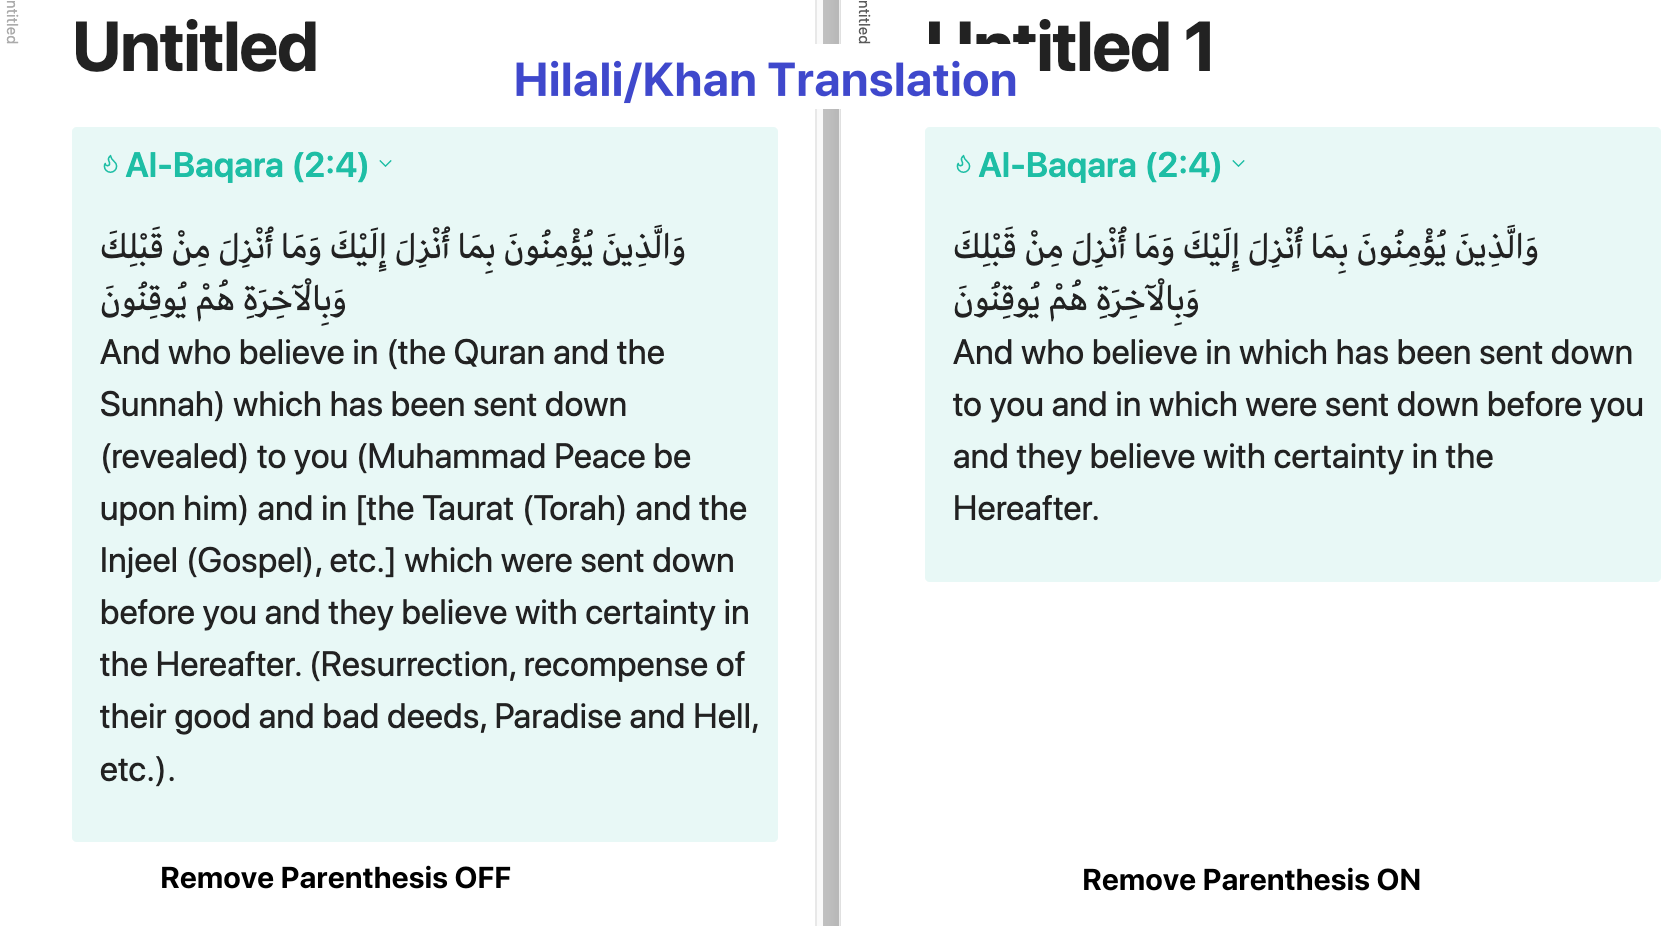 ntitled
Untitled
ntitled
Untitled 1
Hilali/Khan Translation
Al-Baqara (2:4)
وَالَّذِينَ يُؤْمِنُونَ بِمَا أُنْزِلَ إِلَيْكَ وَمَا أُنْزِلَ مِنْ قَبْلِكَ
وَبِالْآخِرَةِ هُمْ يُوقِنُونَ
And who believe in (the Quran and the
Sunnah) which has been sent down
(revealed) to you (Muhammad Peace be
upon him) and in [the Taurat (Torah) and the
Injeel (Gospel), etc.] which were sent down
before you and they believe with certainty in
the Hereafter. (Resurrection, recompense of
their good and bad deeds, Paradise and Hell,
etc.).
Remove Parenthesis OFF
Al-Baqara (2:4)
وَالَّذِينَ يُؤْمِنُونَ بِمَا أُنْزِلَ إِلَيْكَ وَمَا أُنْزِلَ مِنْ قَبْلِكَ
وَبِالْآخِرَةِ هُمْ يُوقِنُونَ
And who believe in which has been sent down
to you and in which were sent down before you
and they believe with certainty in the
Hereafter.
Remove Parenthesis ON